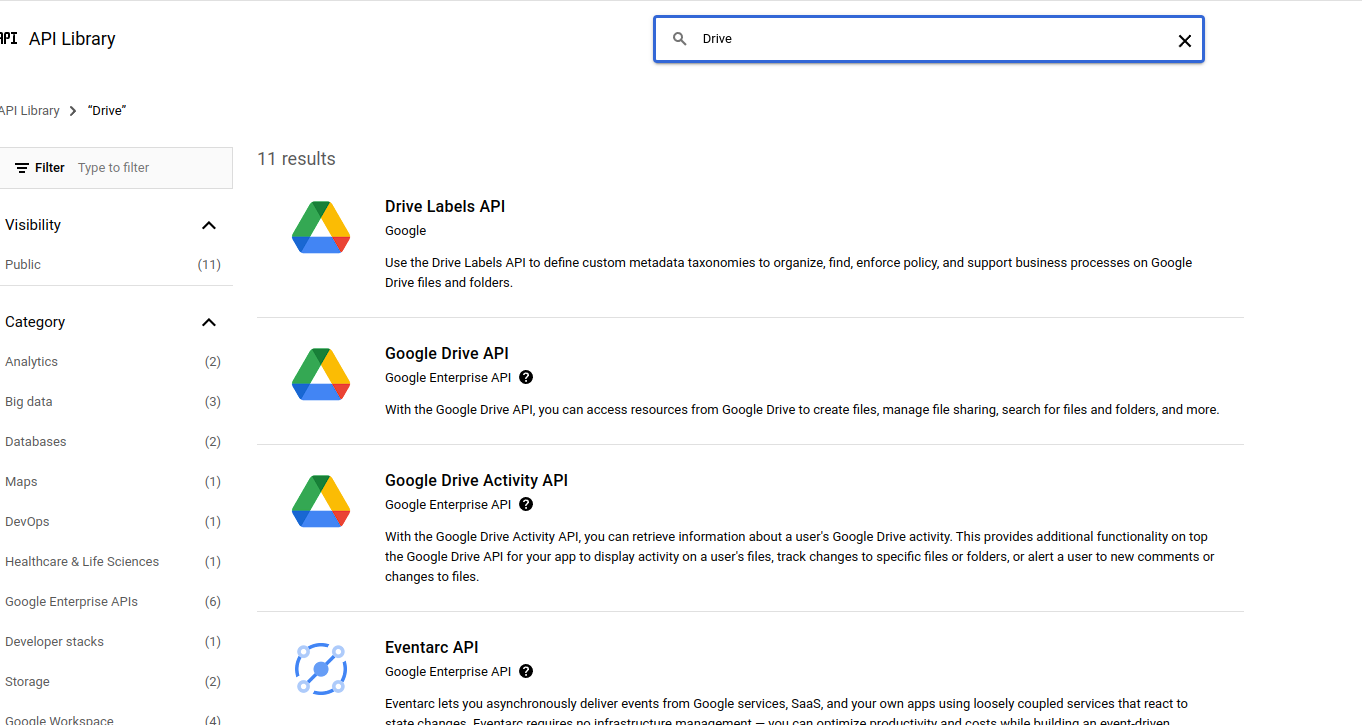 API API Library
Drive
API Library > “Drive”
Filter Type to filter
Visibility
Public (11)
Category
Analytics (2)
Big data (3)
Databases (2)
Maps (1)
DevOps (1)
Healthcare & Life Sciences (1)
Google Enterprise APIs (6)
Developer stacks (1)
Storage (2)
Google Workspace (4)
11 results
Drive Labels API
Google
Use the Drive Labels API to define custom metadata taxonomies to organize, find, enforce policy, and support business processes on Google
Drive files and folders.
Google Drive API
Google Enterprise API
With the Google Drive API, you can access resources from Google Drive to create files, manage file sharing, search for files and folders, and more.
Google Drive Activity API
Google Enterprise API
With the Google Drive Activity API, you can retrieve information about a user's Google Drive activity. This provides additional functionality on top
the Google Drive API for your app to display activity on a user's files, track changes to specific files or folders, or alert a user to new comments or
changes to files.
Eventarc API
Google Enterprise API
Eventarc lets you asynchronously deliver events from Google services, SaaS, and your own apps using loosely coupled services that react to
state changes. Eventarc requires no infrastructure management — you can optimize productivity and costs while building an event-driven